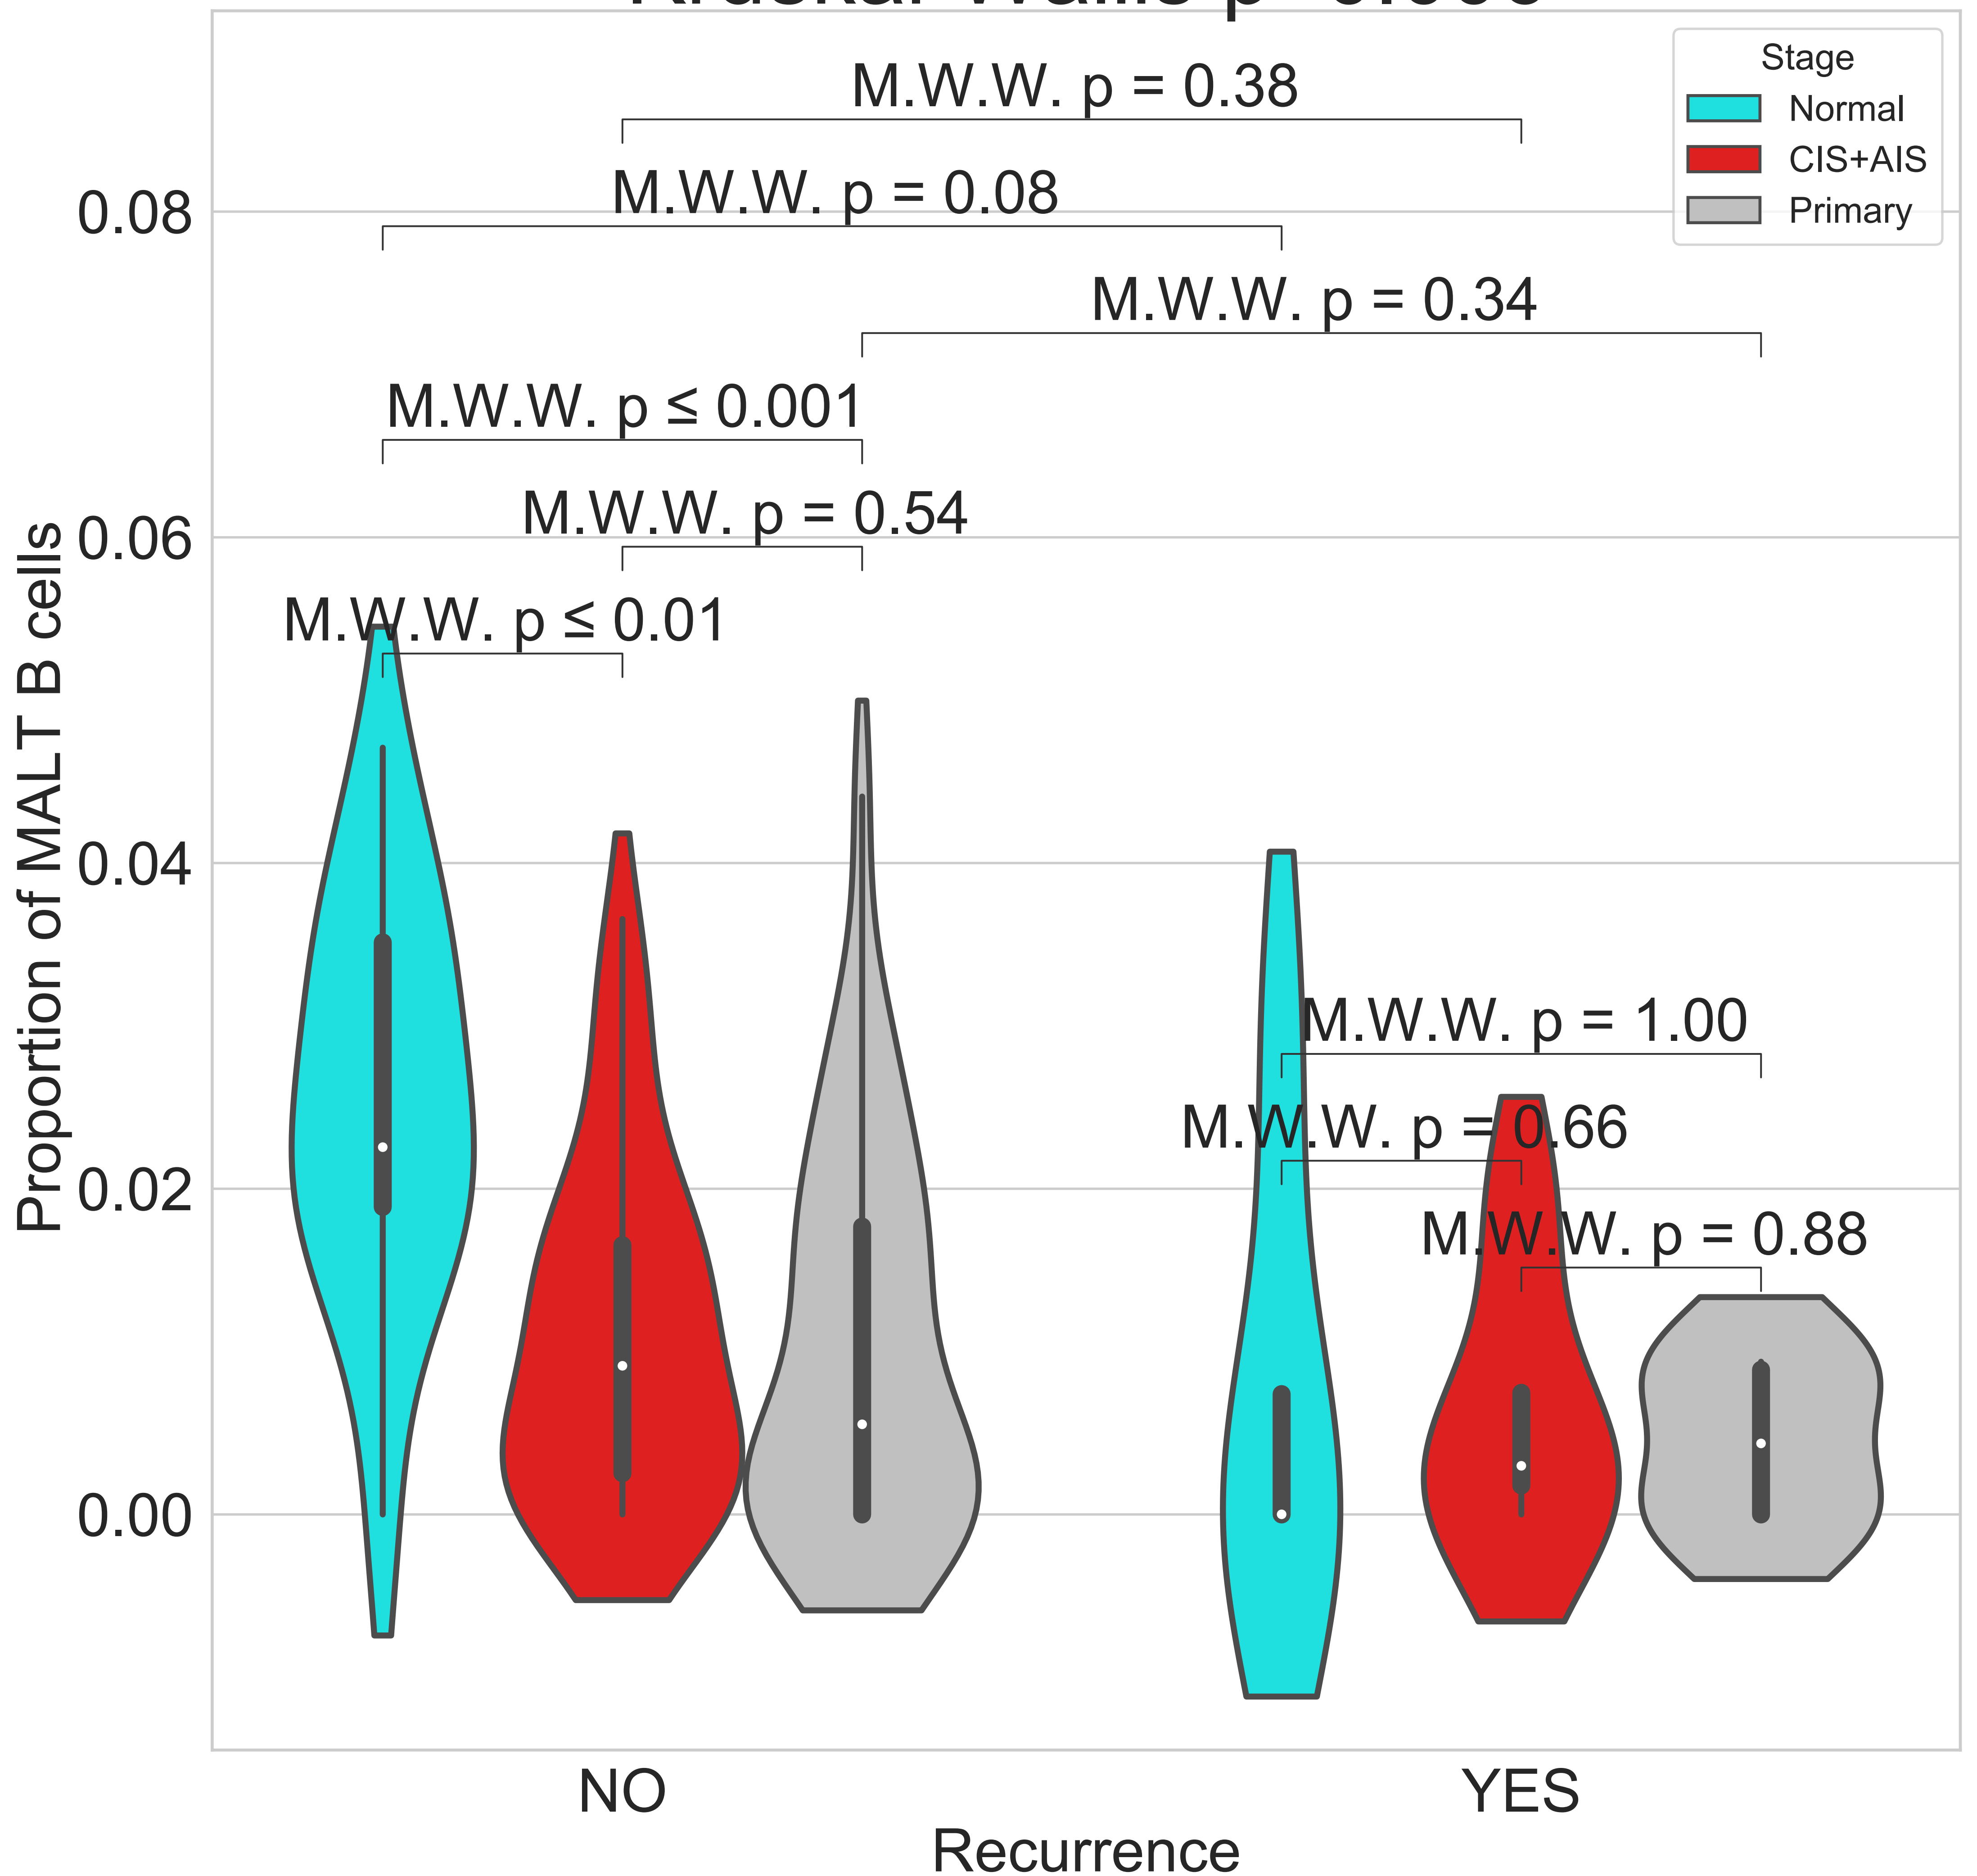 M.W.W. p = 0.38
M.W.W. p = 0.08
M.W.W. p = 0.34
M.W.W. p ≤ 0.001
M.W.W. p = 0.54
M.W.W. p ≤ 0.01
M.W.W. p = 1.00
M.W.W. p = 0.66
M.W.W. p = 0.88
Stage
Normal
CIS+AIS
Primary
Proportion of MALT B cells
0.08
0.06
0.04
0.02
0.00
NO
YES
Recurrence